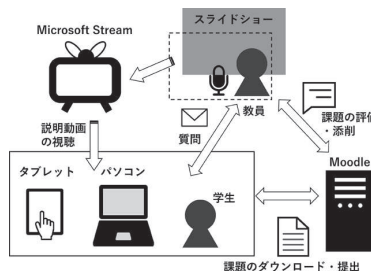 スライドショー
Microsoft Stream
教員
課題の評価
・添削
説明動画
の視聴
質問
Moodle
タブレット
パソコン
学生
課題のダウンロード・提出